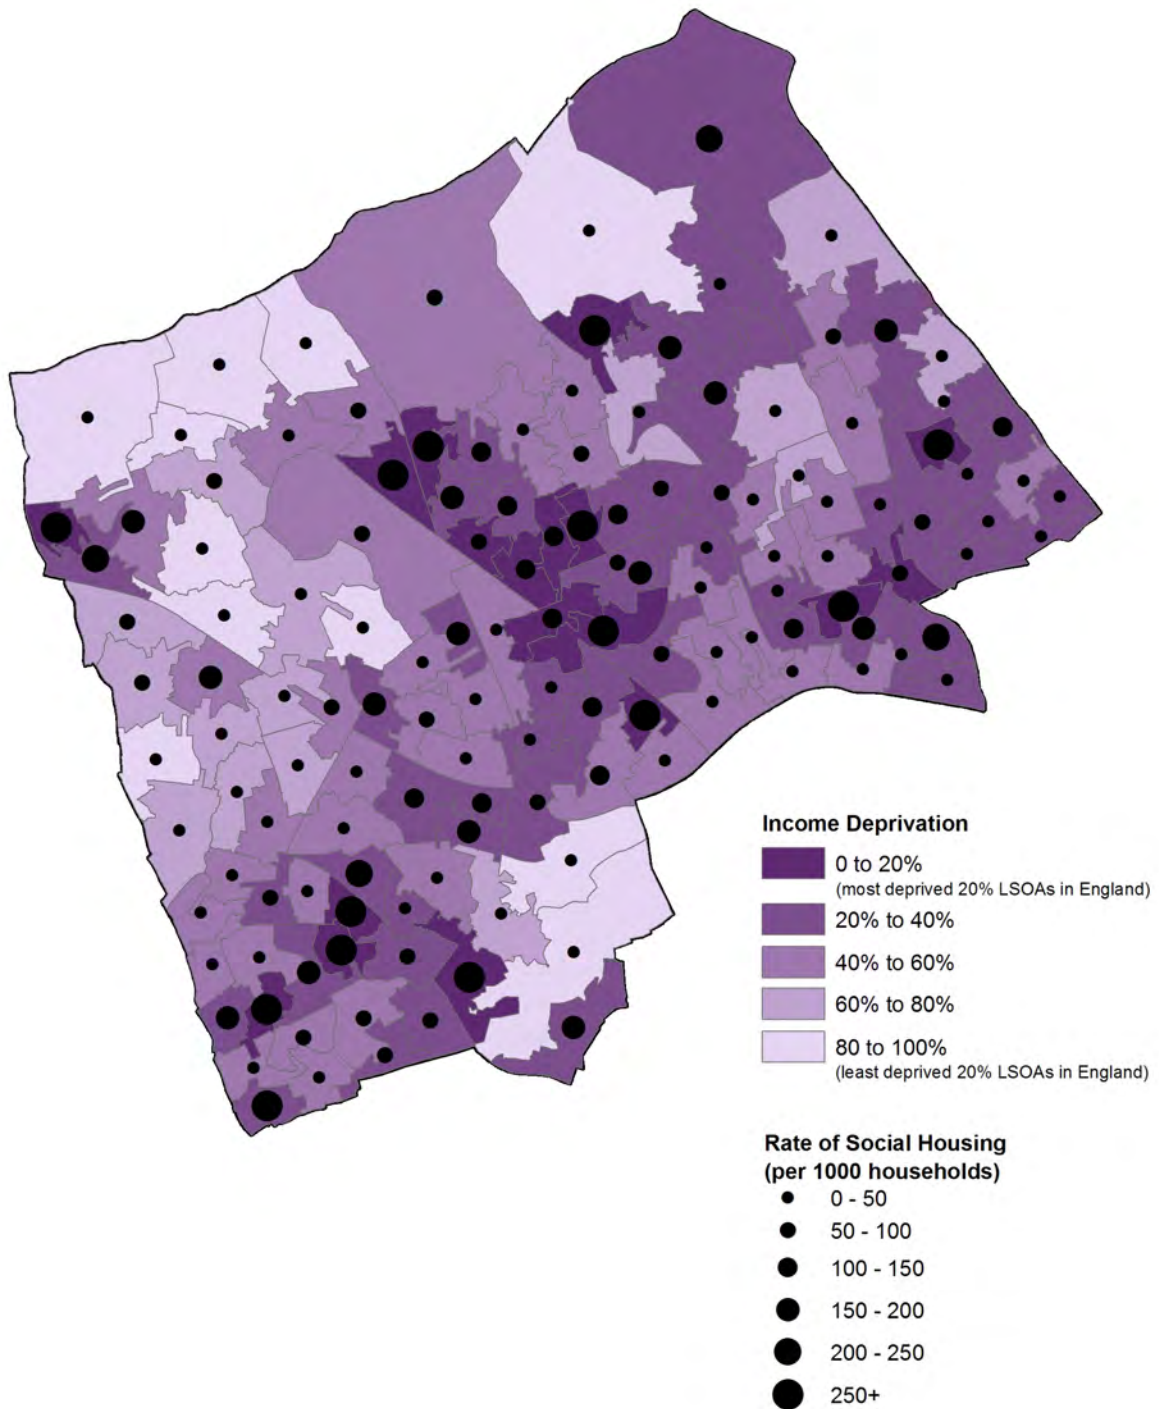 Income Deprivation
0 to 20%
(most deprived 20% LSOAs in England)
20% to 40%
40% to 60%
60% to 80%
80 to 100%
(least deprived 20% LSOAs in England)
Rate of Social Housing
(per 1000 households)
0 - 50
50 - 100
100 - 150
150 - 200
200 - 250
250+